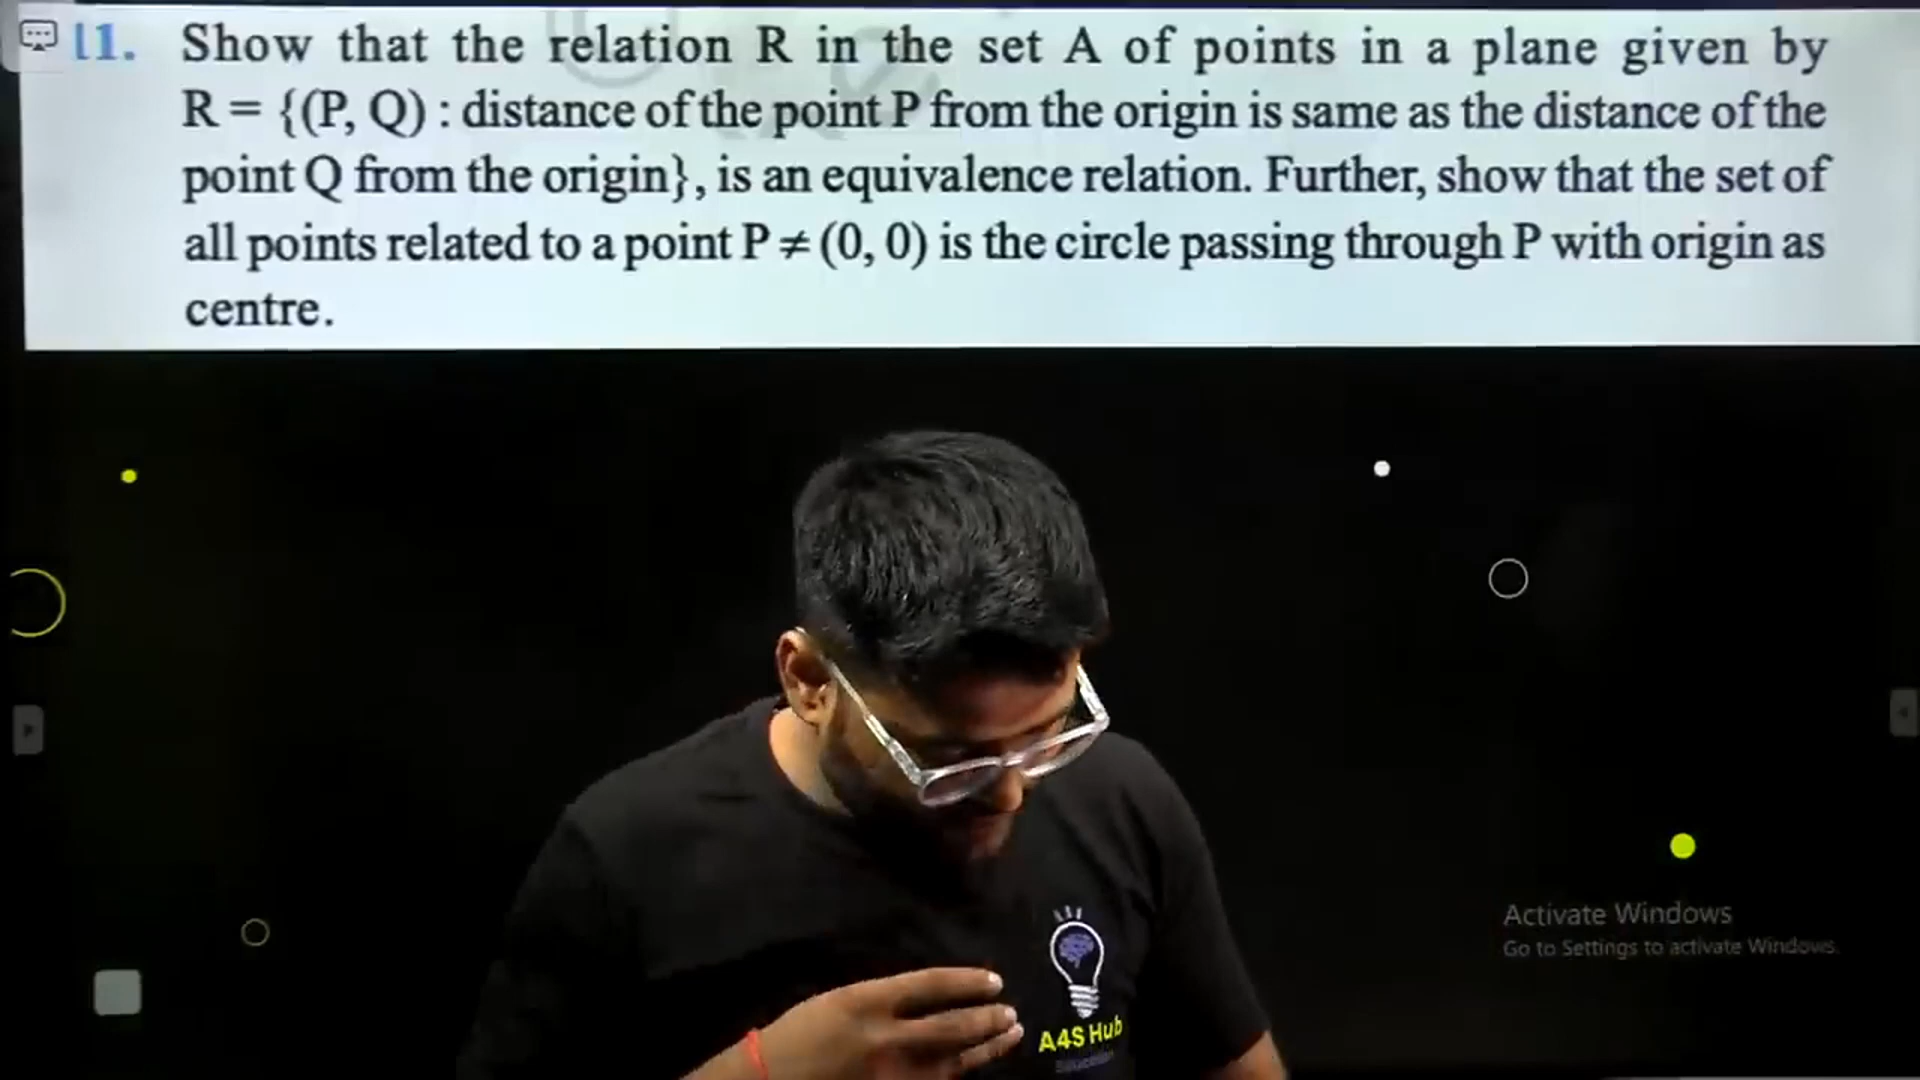 11. Show that the relation R in the set A of points in a plane given by
R = {(P, Q) : distance of the point P from the origin is same as the distance of the
point Q from the origin}, is an equivalence relation. Further, show that the set of
all points related to a point P ≠ (0, 0) is the circle passing through P with origin as
centre.
Activate Windows
Go to Settings to activate Windows.
A4S Hub